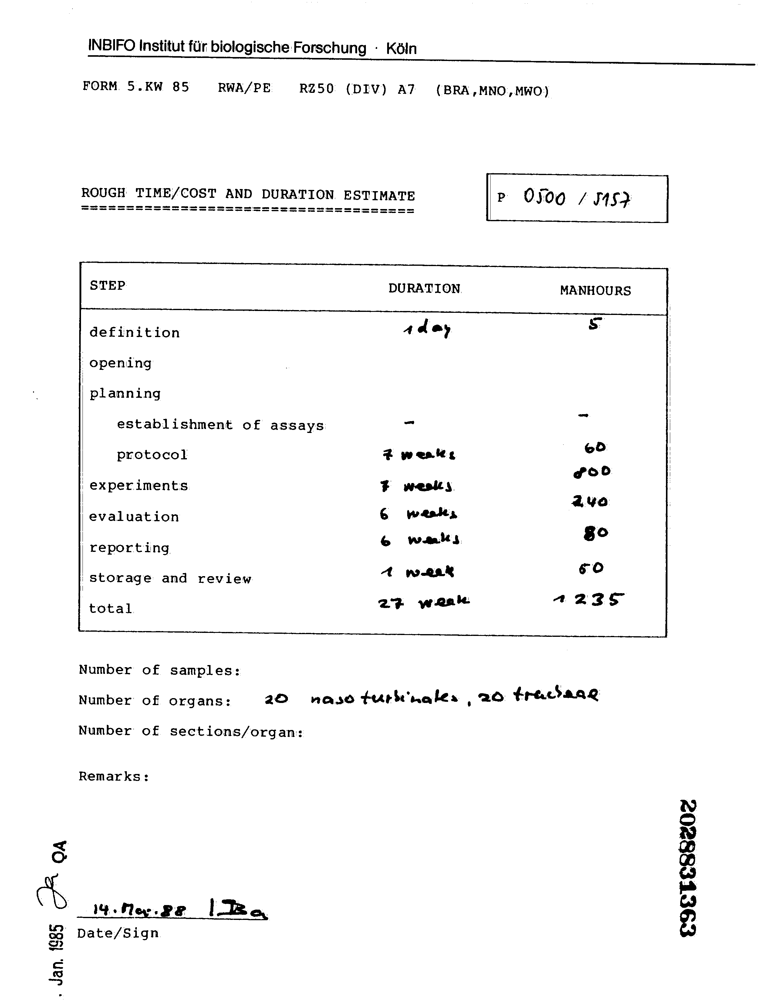 INBIFO Institut für biologische Forschung · Köln
FORM 5.KW 85 RWA/PE RZ50 (DIV) A7 (BRA,MNO,MWO)
ROUGH TIME/COST AND DURATION ESTIMATE
=====================================
P 0500 / 5157
STEP DURATION MANHOURS
definition 1 day 5
opening
planning
establishment of assays - -
protocol 7 weeks 60
experiments 7 weeks 800
evaluation 6 weeks 240
reporting 6 weeks 80
storage and review 1 week 50
total 27 week 1235
Number of samples:
Number of organs: 20 nasoturbinates, 20 tracheae
Number of sections/organ:
Remarks:
14. 88
Date/Sign
. Jan. 1985 QA
2028831363